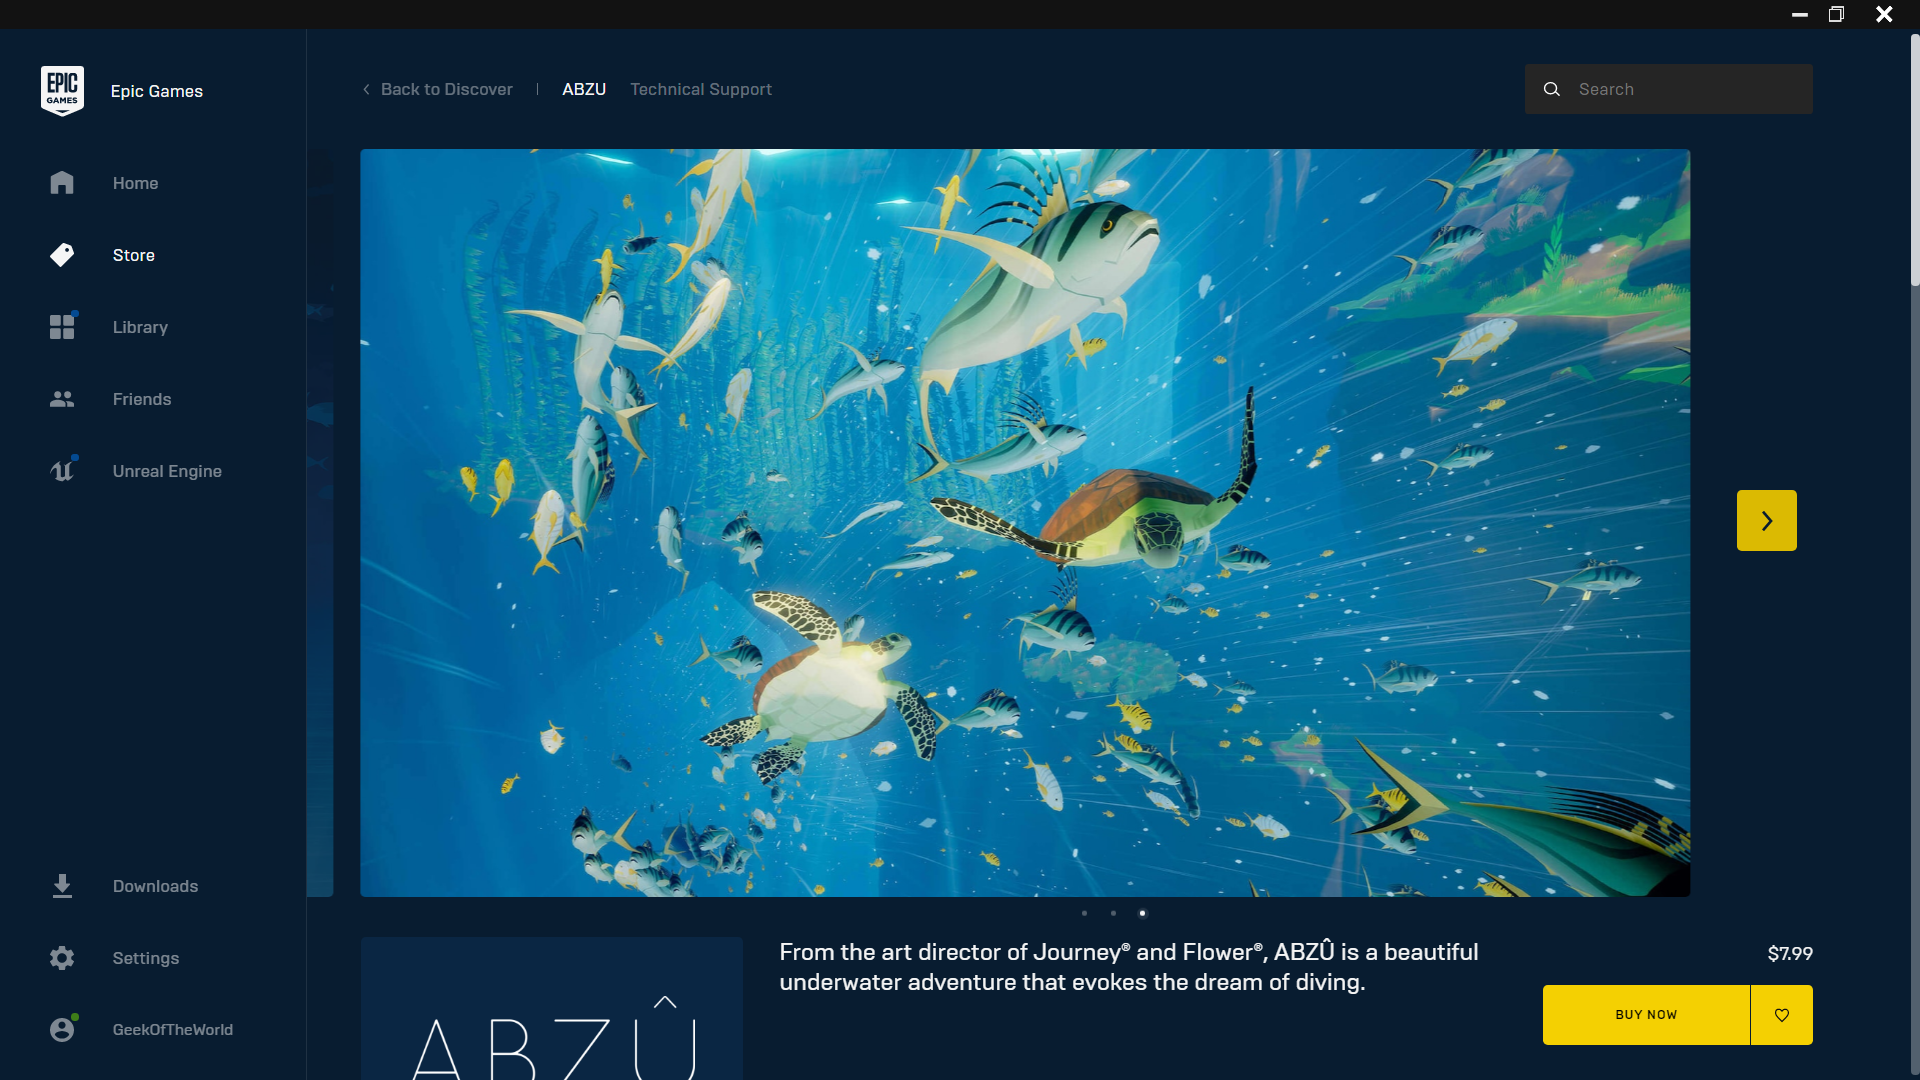 EPIC
GAMES
Epic Games
Home
Store
Library
Friends
Unreal Engine
Downloads
Settings
GeekOfTheWorld
Back to Discover
ABZU
Technical Support
Search
From the art director of Journey® and Flower®, ABZÛ is a beautiful
underwater adventure that evokes the dream of diving.
$7.99
BUY NOW
ABZÛ